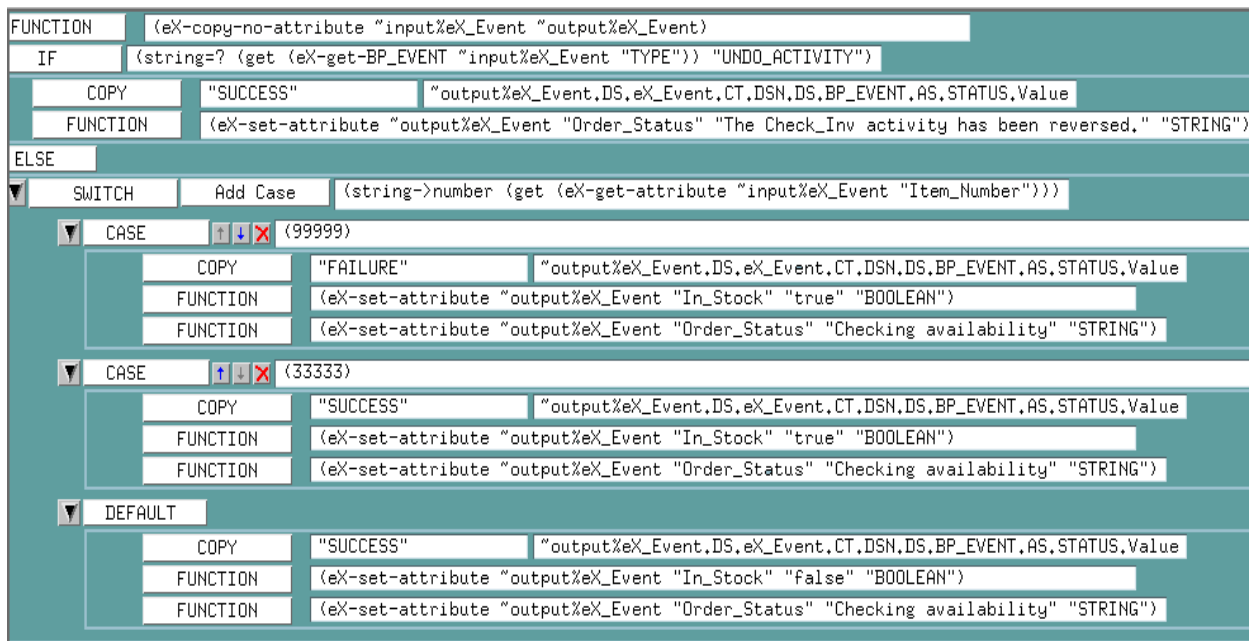 FUNCTION (eX-copy-no-attribute ~input%eX_Event ~output%eX_Event)
IF (string=? (get (eX-get-BP_EVENT ~input%eX_Event "TYPE")) "UNDO_ACTIVITY")
COPY "SUCCESS" ~output%eX_Event.DS.eX_Event.CT.DSN.DS.BP_EVENT.AS.STATUS.Value
FUNCTION (eX-set-attribute ~output%eX_Event "Order_Status" "The Check_Inv activity has been reversed." "STRING")
ELSE
SWITCH Add Case (string->number (get (eX-get-attribute ~input%eX_Event "Item_Number")))
CASE (99999)
COPY "FAILURE" ~output%eX_Event.DS.eX_Event.CT.DSN.DS.BP_EVENT.AS.STATUS.Value
FUNCTION (eX-set-attribute ~output%eX_Event "In_Stock" "true" "BOOLEAN")
FUNCTION (eX-set-attribute ~output%eX_Event "Order_Status" "Checking availability" "STRING")
CASE (33333)
COPY "SUCCESS" ~output%eX_Event.DS.eX_Event.CT.DSN.DS.BP_EVENT.AS.STATUS.Value
FUNCTION (eX-set-attribute ~output%eX_Event "In_Stock" "true" "BOOLEAN")
FUNCTION (eX-set-attribute ~output%eX_Event "Order_Status" "Checking availability" "STRING")
DEFAULT
COPY "SUCCESS" ~output%eX_Event.DS.eX_Event.CT.DSN.DS.BP_EVENT.AS.STATUS.Value
FUNCTION (eX-set-attribute ~output%eX_Event "In_Stock" "false" "BOOLEAN")
FUNCTION (eX-set-attribute ~output%eX_Event "Order_Status" "Checking availability" "STRING")